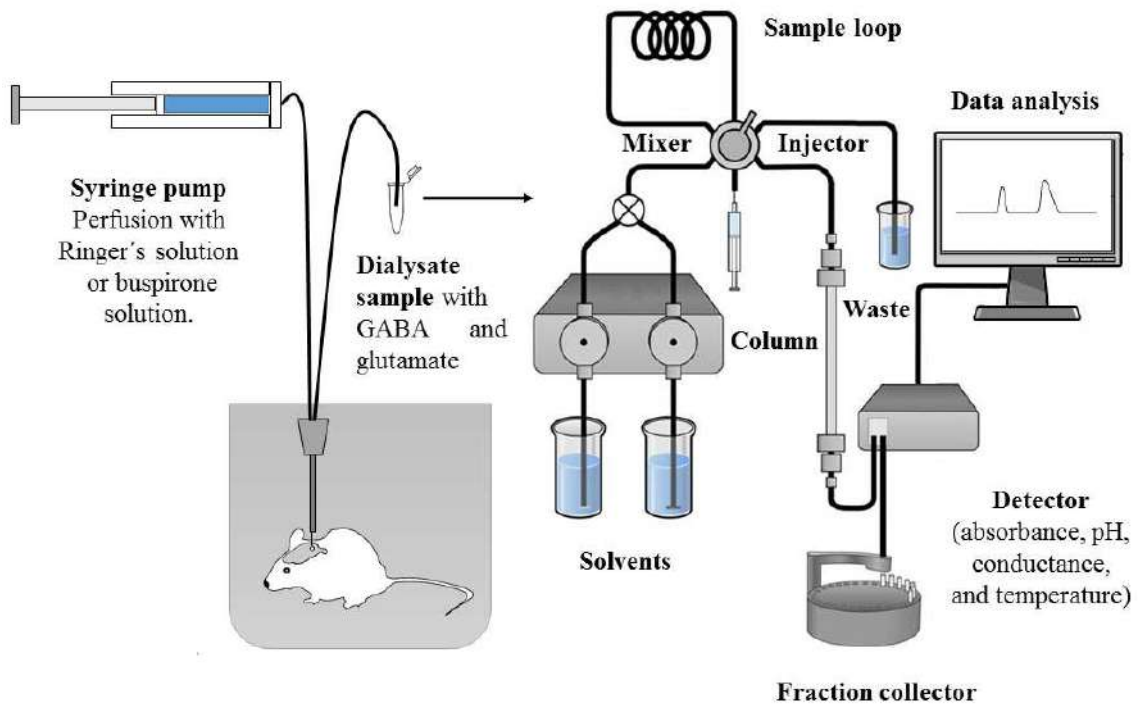 Syringe pump
Perfusion with
Ringer´s solution
or buspirone
solution.
Dialysate
sample with
GABA and
glutamate
Sample loop
Mixer
Injector
Data analysis
Column
Waste
Solvents
Detector
(absorbance, pH,
conductance,
and temperature)
Fraction collector